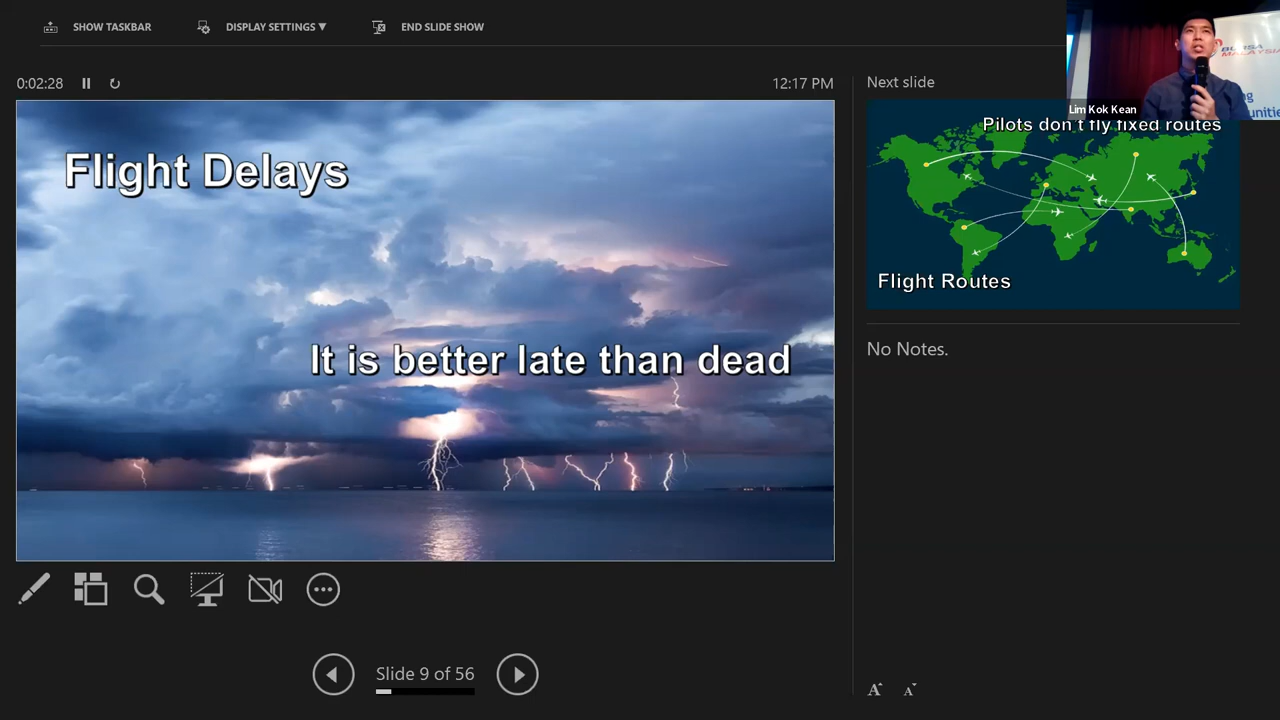 SHOW TASKBAR
DISPLAY SETTINGS ▼
END SLIDE SHOW
0:02:28
12:17 PM
Flight Delays
It is better late than dead
Slide 9 of 56
Next slide
BURSA
MALAYSIA
Lim Kok Kean
Pilots don't fly fixed routes
Flight Routes
No Notes.
A
A